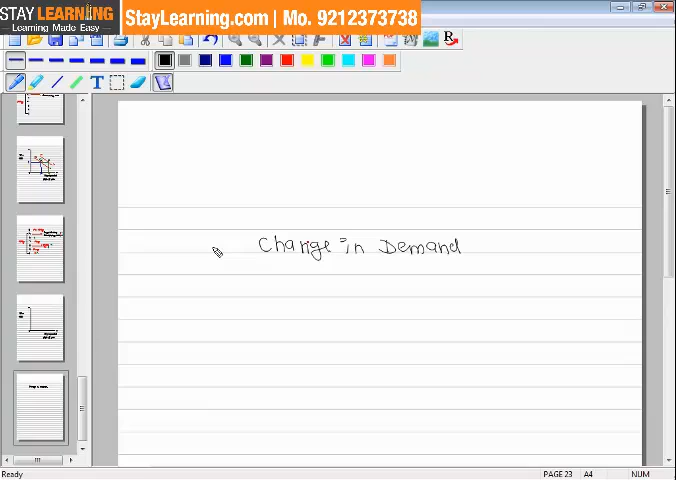 STAY LEARNING
Learning Made Easy
StayLearning.com | Mo. 9212373738
T
R
Change in Demand
Ready
PAGE 23
A4
NUM